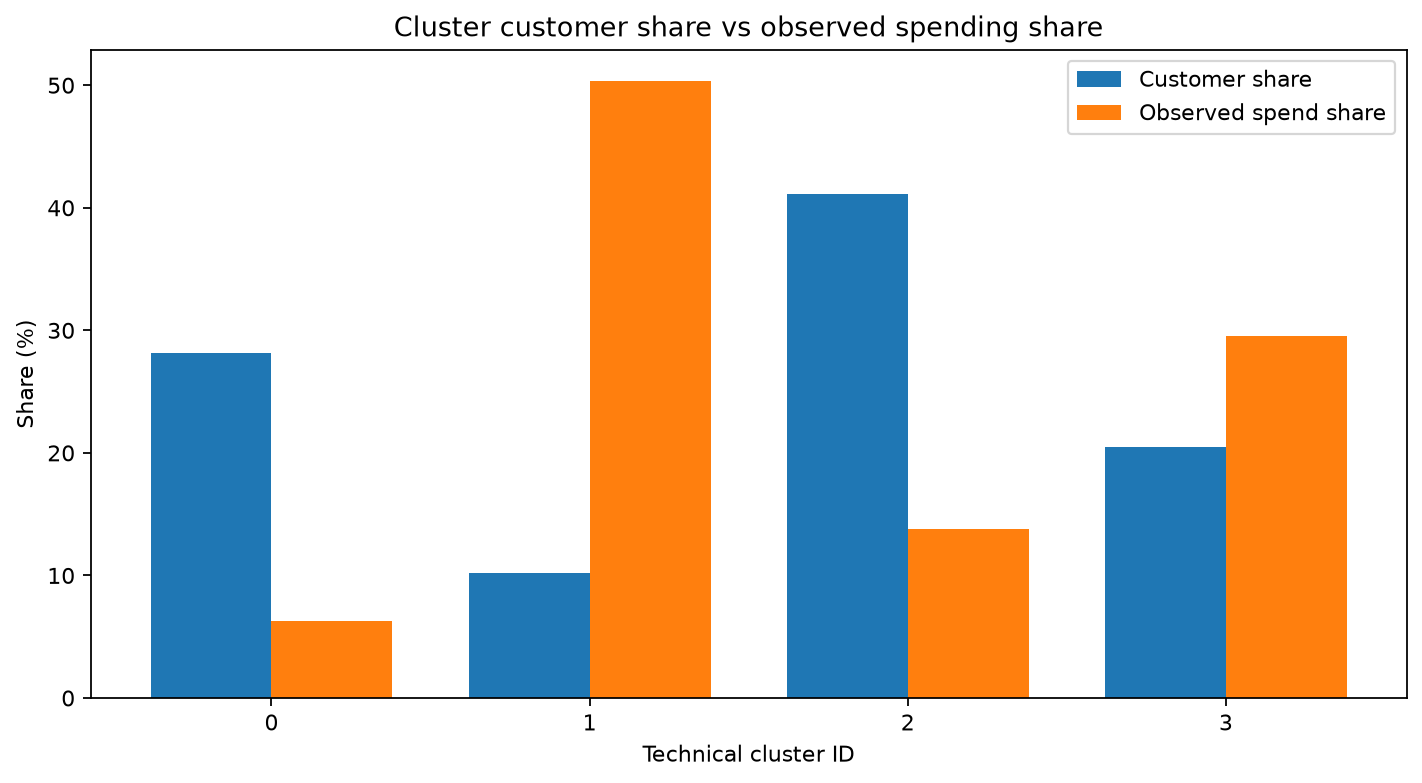 Cluster customer share vs observed spending share
Customer share
Observed spend share
50
40
30
20
10
0
Share (%)
0 1 2 3
Technical cluster ID